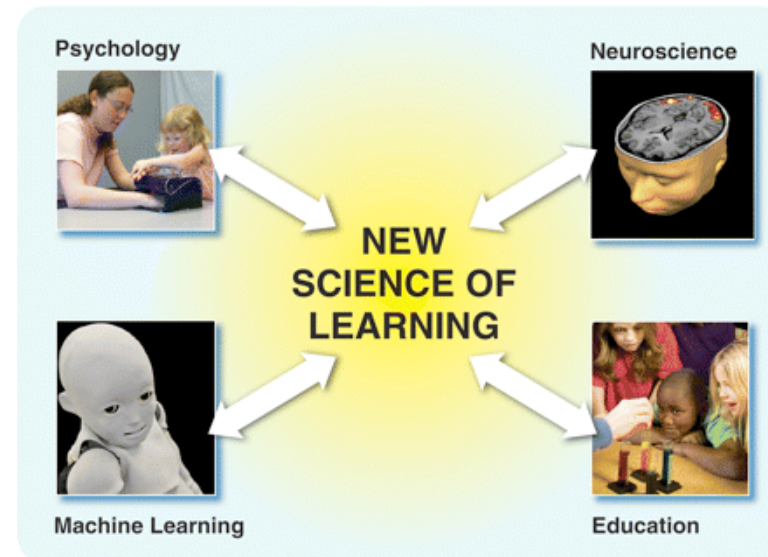 Psychology
Neuroscience
NEW
SCIENCE OF
LEARNING
Machine Learning
Education